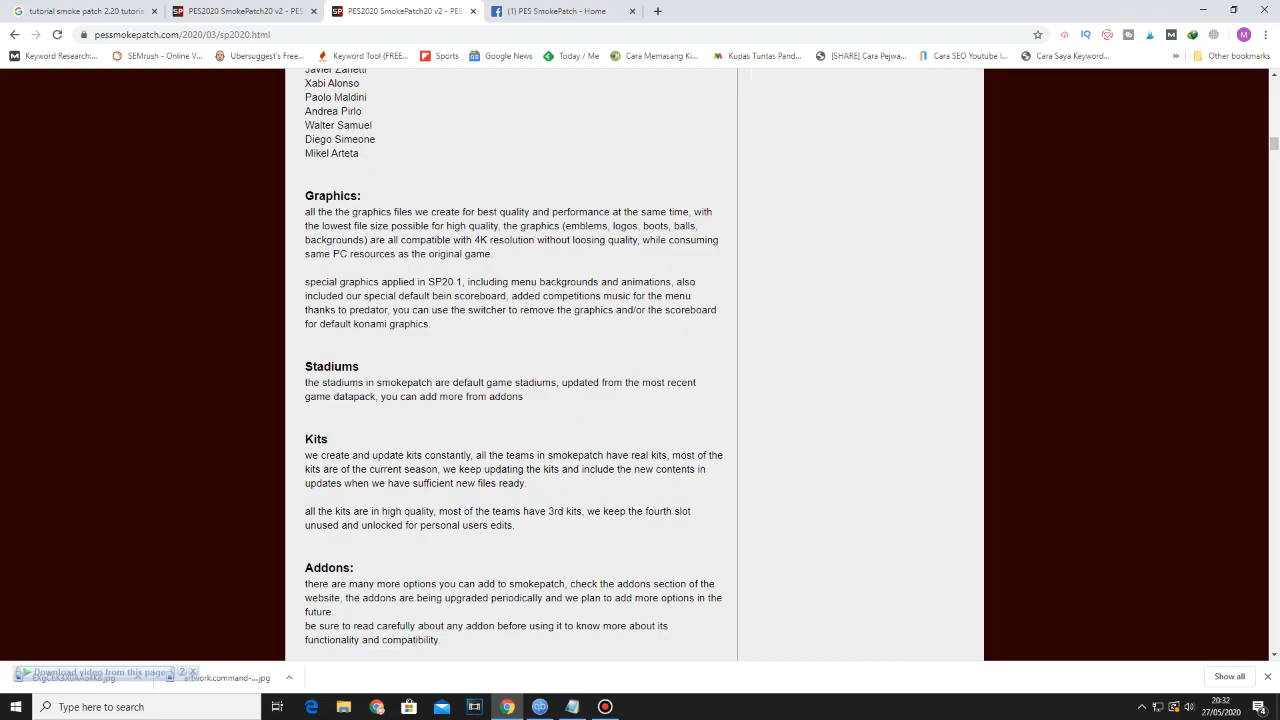 tutorial smoke patch 2.20 tutoria
PES2020 SmokePatch20 v2 - PES
PES2020 SmokePatch20 v2 - PES
(1) PES SmokePatch - Home
pessmokepatch.com/2020/03/sp2020.html
M
Keyword Research:...
SEMrush - Online V...
Ubersuggest's Free...
Keyword Tool (FREE...
Sports
Google News
Today / Me
Cara Memasang Ki...
Kupas Tuntas Pand...
[SHARE] Cara Pejwa...
Cara SEO Youtube l...
Cara Saya Keyword...
»
Other bookmarks
Javier Zanetti
Xabi Alonso
Paolo Maldini
Andrea Pirlo
Walter Samuel
Diego Simeone
Mikel Arteta
Graphics:
all the the graphics files we create for best quality and performance at the same time, with
the lowest file size possible for high quality, the graphics (emblems, logos, boots, balls,
backgrounds) are all compatible with 4K resolution without loosing quality, while consuming
same PC resources as the original game.
special graphics applied in SP20.1, including menu backgrounds and animations, also
included our special default bein scoreboard, added competitions music for the menu
thanks to predator, you can use the switcher to remove the graphics and/or the scoreboard
for default konami graphics.
Stadiums
the stadiums in smokepatch are default game stadiums, updated from the most recent
game datapack, you can add more from addons
Kits
we create and update kits constantly, all the teams in smokepatch have real kits, most of the
kits are of the current season, we keep updating the kits and include the new contents in
updates when we have sufficient new files ready.
all the kits are in high quality, most of the teams have 3rd kits, we keep the fourth slot
unused and unlocked for personal users edits.
Addons:
there are many more options you can add to smokepatch, check the addons section of the
website, the addons are being upgraded periodically and we plan to add more options in the
future.
be sure to read carefully about any addon before using it to know more about its
functionality and compatibility.
Download video from this page
artwork.command-....jpg
Show all
Type here to search
20:32
27/05/2020
4